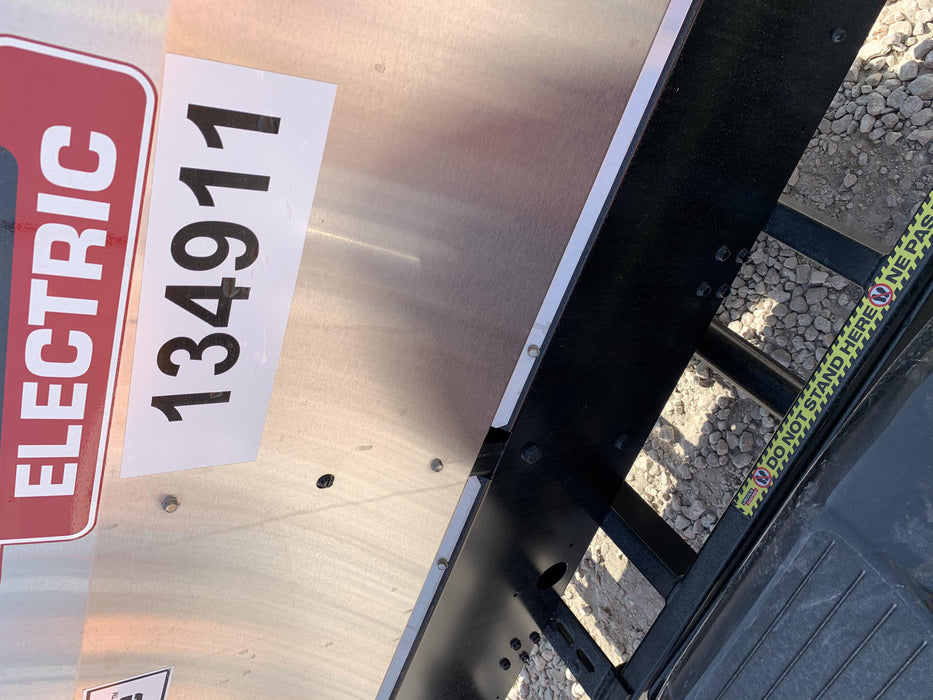 ELECTRIC
134911
DO NOT STAND HERE NE PAS